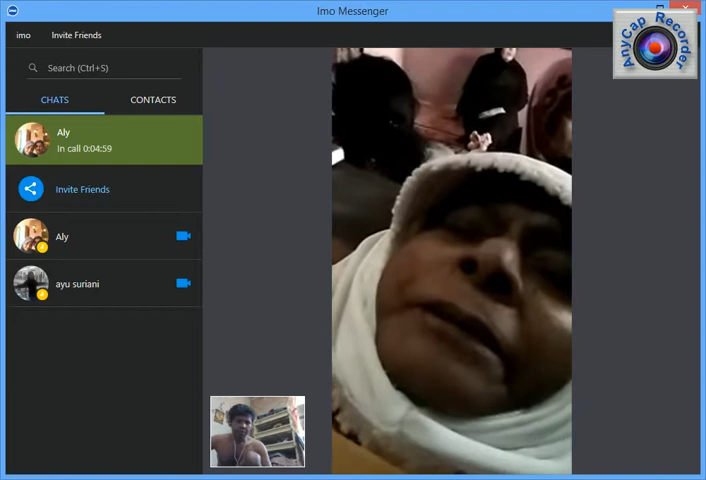 Imo Messenger
imo
Invite Friends
AnyCap Recorder
Search (Ctrl+S)
CHATS
CONTACTS
Aly
In call 0:04:59
Invite Friends
Aly
ayu suriani